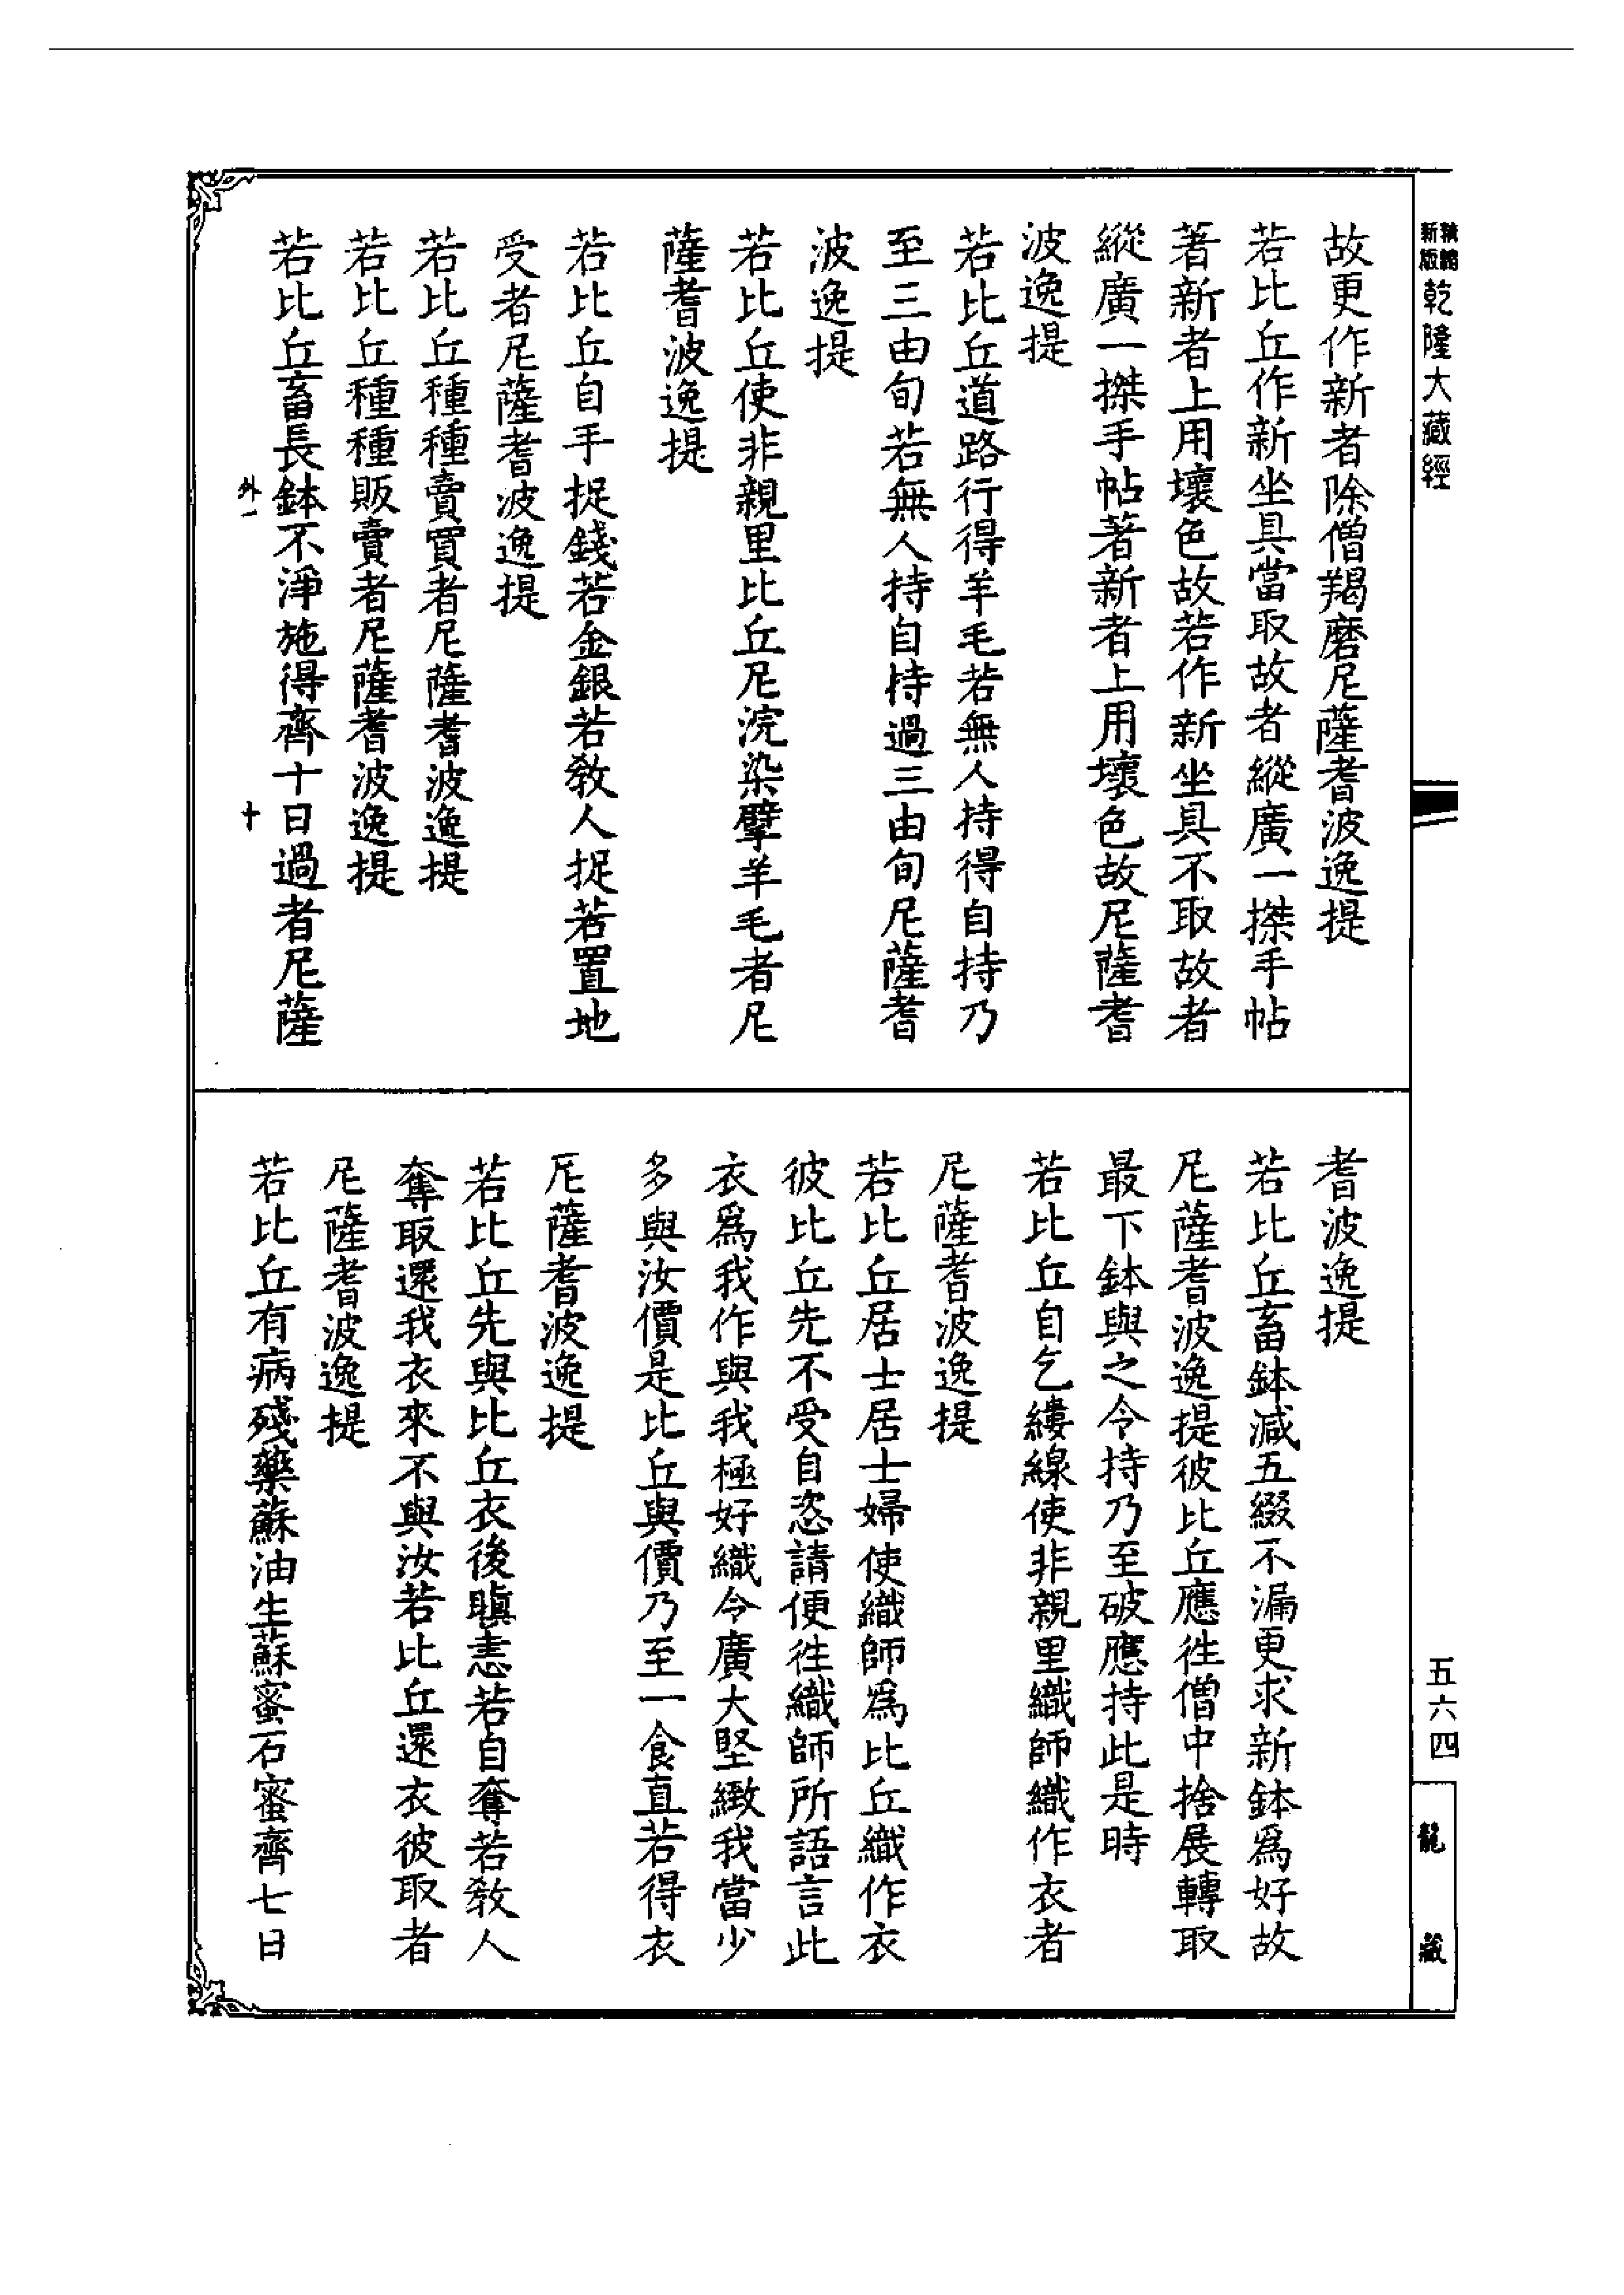 新版
精縮
乾隆大藏經
故更作新者除僧羯磨尼薩耆波逸提
若比丘作新坐具當取故者縱廣一搩手帖
著新者上用壞色故若作新坐具不取故者
縱廣一搩手帖著新者上用壞色故尼薩耆
波逸提
若比丘道路行得羊毛若無人持得自持乃
至三由旬若無人持自持過三由旬尼薩耆
波逸提
若比丘使非親里比丘尼浣染擘羊毛者尼
薩耆波逸提
若比丘自手捉錢若金銀若教人捉若置地
受者尼薩耆波逸提
若比丘種種賣買者尼薩耆波逸提
若比丘種種販賣者尼薩耆波逸提
若比丘畜長鉢不淨施得齊十日過者尼薩
外一
十
耆波逸提
若比丘畜鉢減五綴不漏更求新鉢爲好故
尼薩耆波逸提彼比丘應往僧中捨展轉取
最下鉢與之令持乃至破應持此是時
若比丘自乞縷線使非親里織師織作衣者
尼薩耆波逸提
若比丘居士居士婦使織師爲比丘織作衣
彼比丘先不受自恣請便往織師所語言此
衣爲我作與我極好織令廣大堅緻我當少
多與汝價是比丘與價乃至一食直若得衣
尼薩耆波逸提
若比丘先與比丘衣後瞋恚若自奪若教人
奪取還我衣來不與汝若比丘還衣彼取者
尼薩耆波逸提
若比丘有病殘藥蘇油生蘇蜜石蜜齊七日
五六四
龍藏